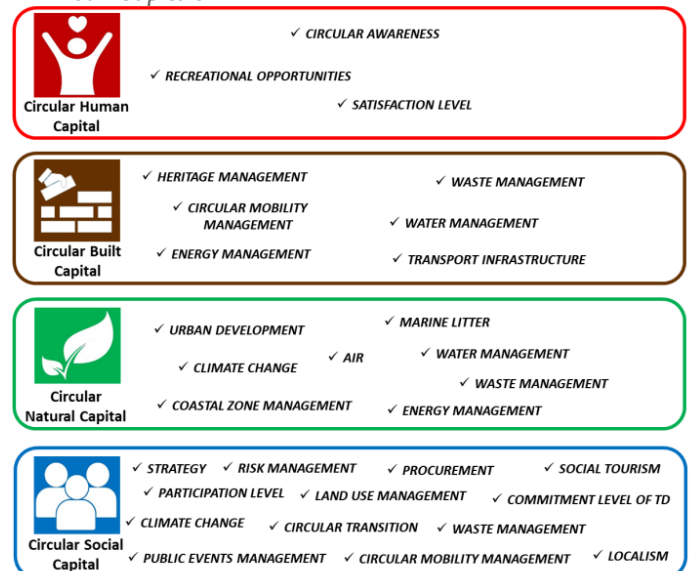 ✓ CIRCULAR AWARENESS
✓ RECREATIONAL OPPORTUNITIES
✓ SATISFACTION LEVEL
Circular Human
Capital
✓ HERITAGE MANAGEMENT
✓ WASTE MANAGEMENT
✓ CIRCULAR MOBILITY
MANAGEMENT
✓ WATER MANAGEMENT
✓ ENERGY MANAGEMENT
✓ TRANSPORT INFRASTRUCTURE
Circular Built
Capital
✓ URBAN DEVELOPMENT
✓ MARINE LITTER
✓ CLIMATE CHANGE
✓ AIR
✓ WATER MANAGEMENT
✓ WASTE MANAGEMENT
✓ COASTAL ZONE MANAGEMENT
✓ ENERGY MANAGEMENT
Circular
Natural Capital
✓ STRATEGY ✓ RISK MANAGEMENT ✓ PROCUREMENT ✓ SOCIAL TOURISM
✓ PARTICIPATION LEVEL ✓ LAND USE MANAGEMENT ✓ COMMITMENT LEVEL OF TD
✓ CLIMATE CHANGE ✓ CIRCULAR TRANSITION ✓ WASTE MANAGEMENT
✓ PUBLIC EVENTS MANAGEMENT ✓ CIRCULAR MOBILITY MANAGEMENT ✓ LOCALISM
Circular Social
Capital